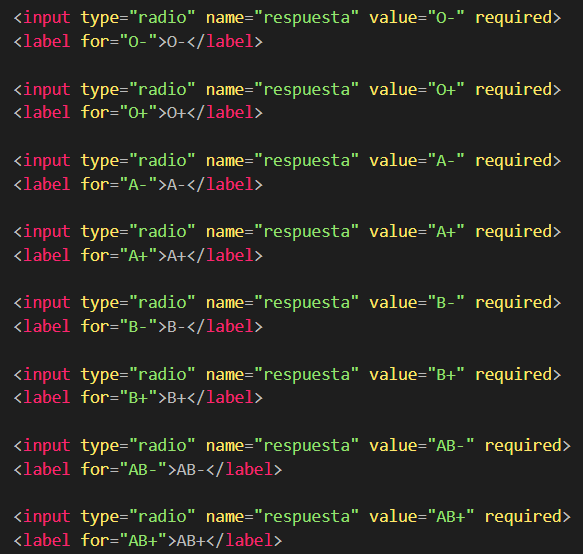 <input type="radio" name="respuesta" value="O-" required>
<label for="O-">O-</label>
<input type="radio" name="respuesta" value="O+" required>
<label for="O+">O+</label>
<input type="radio" name="respuesta" value="A-" required>
<label for="A-">A-</label>
<input type="radio" name="respuesta" value="A+" required>
<label for="A+">A+</label>
<input type="radio" name="respuesta" value="B-" required>
<label for="B-">B-</label>
<input type="radio" name="respuesta" value="B+" required>
<label for="B+">B+</label>
<input type="radio" name="respuesta" value="AB-" required>
<label for="AB-">AB-</label>
<input type="radio" name="respuesta" value="AB+" required>
<label for="AB+">AB+</label>